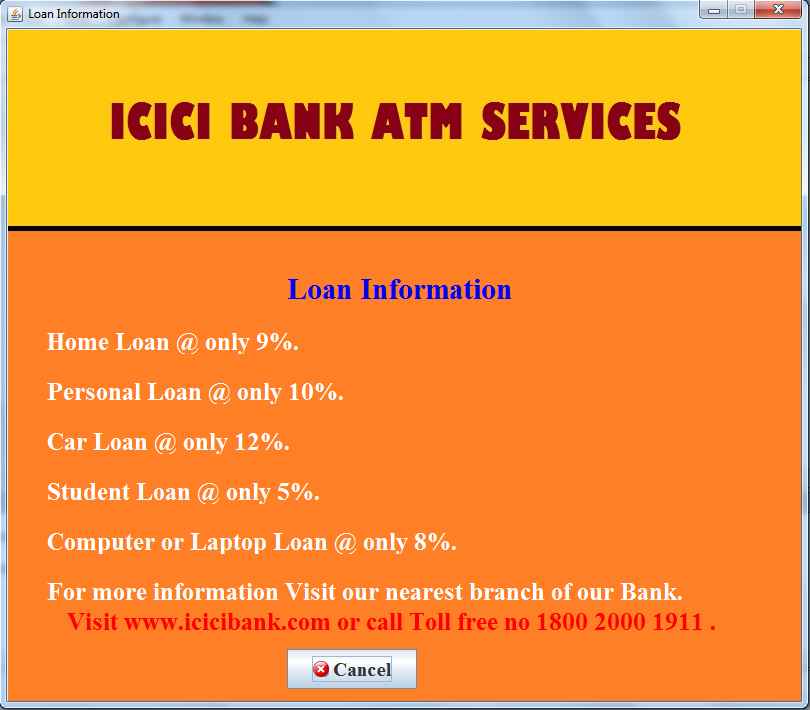 Loan Information
ICICI BANK ATM SERVICES
Loan Information
Home Loan @ only 9%.
Personal Loan @ only 10%.
Car Loan @ only 12%.
Student Loan @ only 5%.
Computer or Laptop Loan @ only 8%.
For more information Visit our nearest branch of our Bank.
Visit www.icicibank.com or call Toll free no 1800 2000 1911 .
Cancel